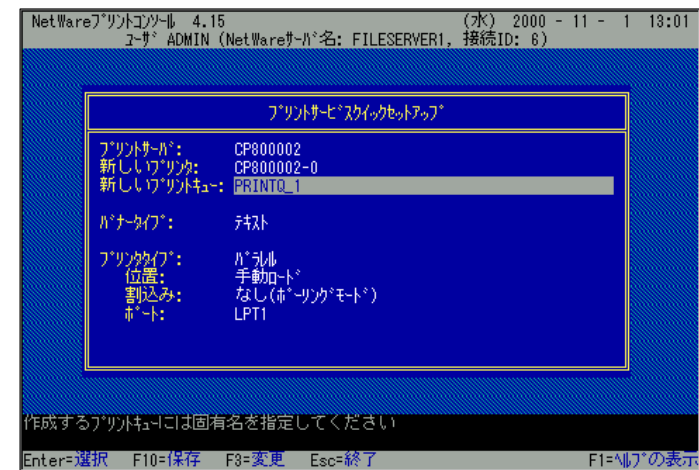 NetWareﾌﾟﾘﾝﾄｺﾝｿｰﾙ 4.15 (水) 2000 - 11 - 1 13:01
ﾕｰｻﾞ ADMIN (NetWareｻｰﾊﾞ名: FILESERVER1, 接続ID: 6)
ﾌﾟﾘﾝﾄｻｰﾋﾞｽｸｲｯｸｾｯﾄｱｯﾌﾟ
ﾌﾟﾘﾝﾄｻｰﾊﾞ: CP800002
新しいﾌﾟﾘﾝﾀ: CP800002-0
新しいﾌﾟﾘﾝﾄｷｭｰ: PRINTQ_1
ﾊﾞﾅｰﾀｲﾌﾟ: ﾃｷｽﾄ
ﾌﾟﾘﾝﾀﾀｲﾌﾟ: ﾊﾟﾗﾚﾙ
位置: 手動ﾛｰﾄﾞ
割込み: なし(ﾎﾟｰﾘﾝｸﾞﾓｰﾄﾞ)
ﾎﾟｰﾄ: LPT1
作成するﾌﾟﾘﾝﾄｷｭｰには固有名を指定してください
Enter=選択 F10=保存 F3=変更 Esc=終了 F1=ﾍﾙﾌﾟの表示